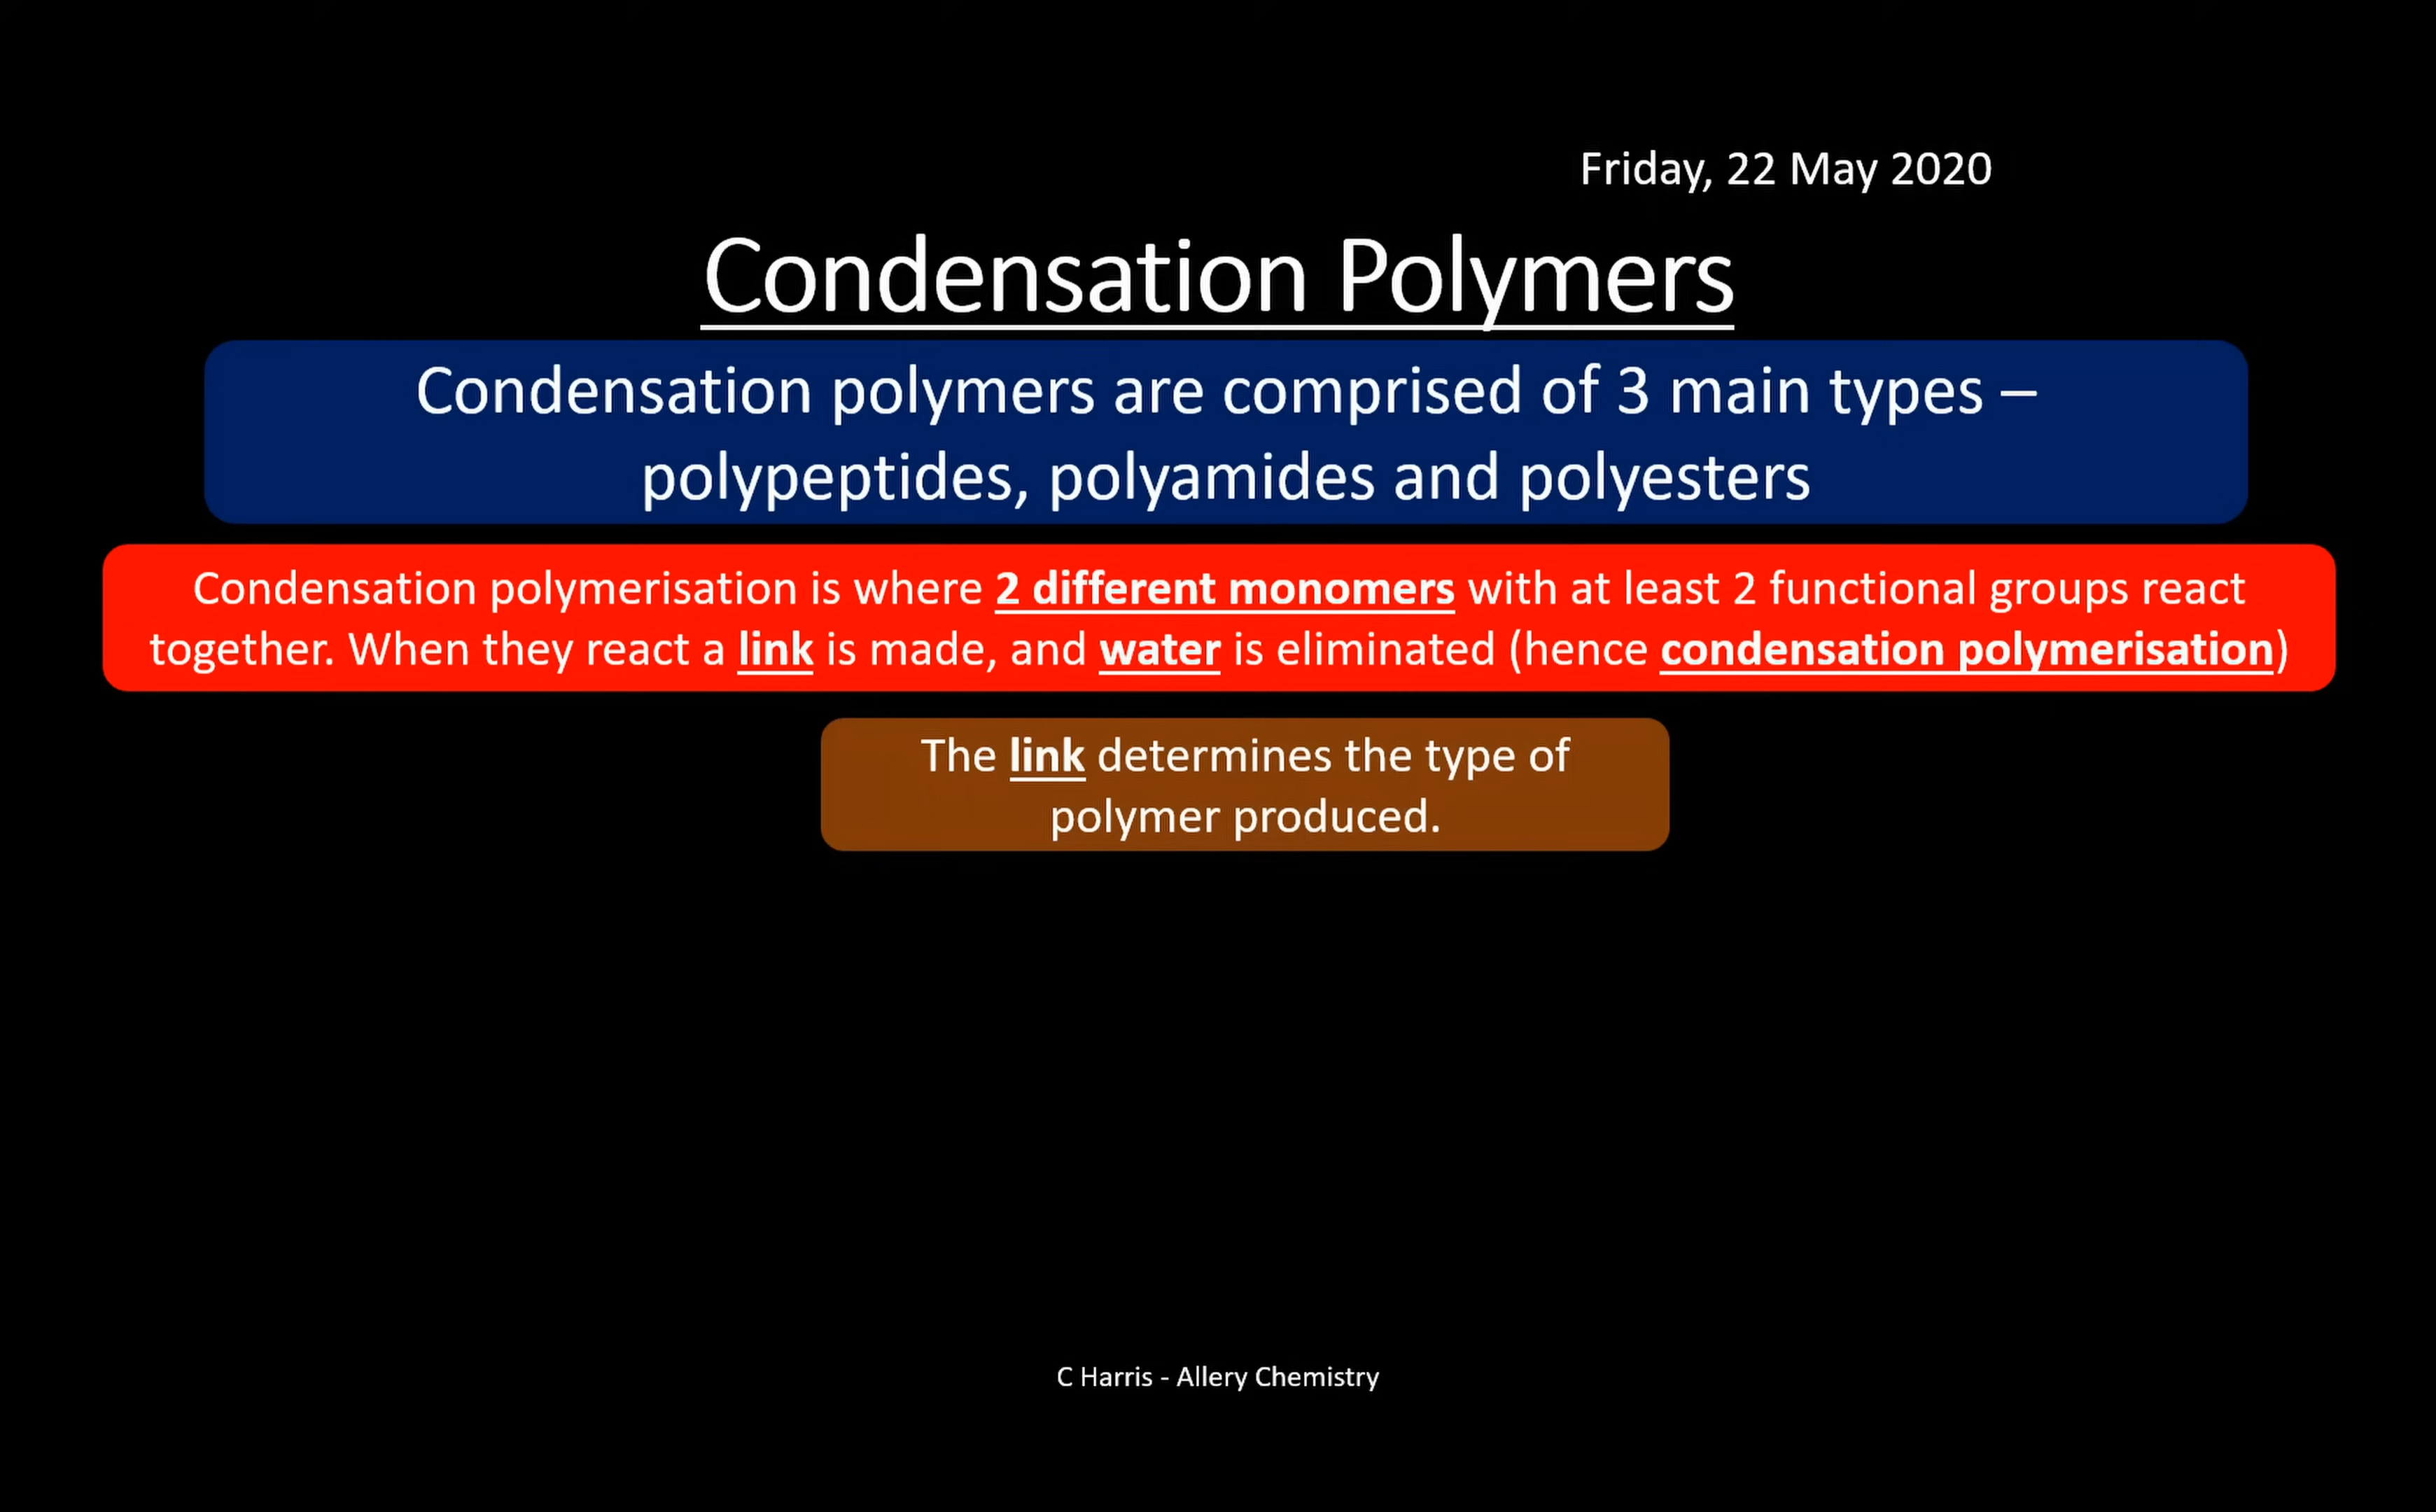 Friday, 22 May 2020
Condensation Polymers
Condensation polymers are comprised of 3 main types –
polypeptides, polyamides and polyesters
Condensation polymerisation is where 2 different monomers with at least 2 functional groups react
together. When they react a link is made, and water is eliminated (hence condensation polymerisation)
The link determines the type of
polymer produced.
C Harris - Allery Chemistry